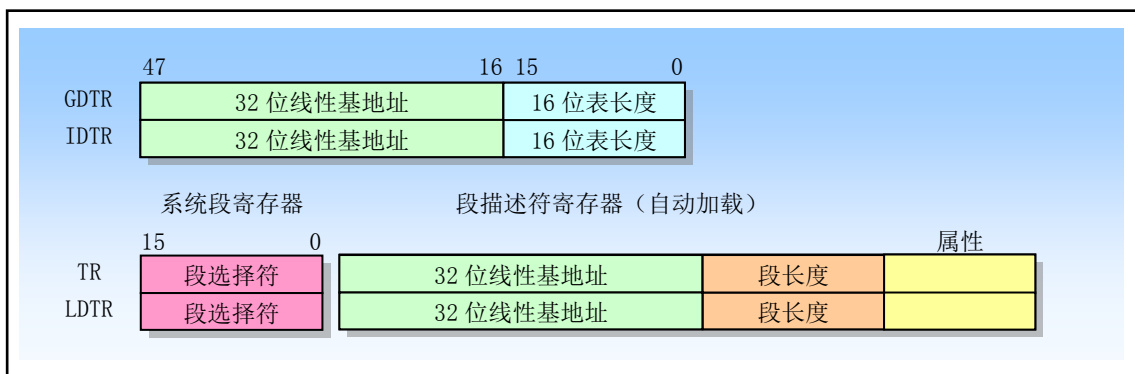 47 16 15 0
GDTR 32 位线性基地址 16 位表长度
IDTR 32 位线性基地址 16 位表长度
系统段寄存器 段描述符寄存器（自动加载）
15 0 属性
TR 段选择符 32 位线性基地址 段长度
LDTR 段选择符 32 位线性基地址 段长度